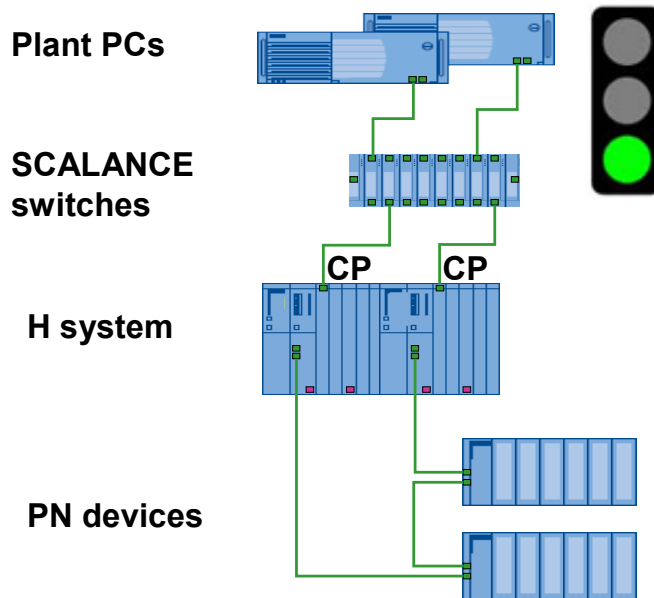 Plant PCs
SCALANCE
switches
CP CP
H system
PN devices